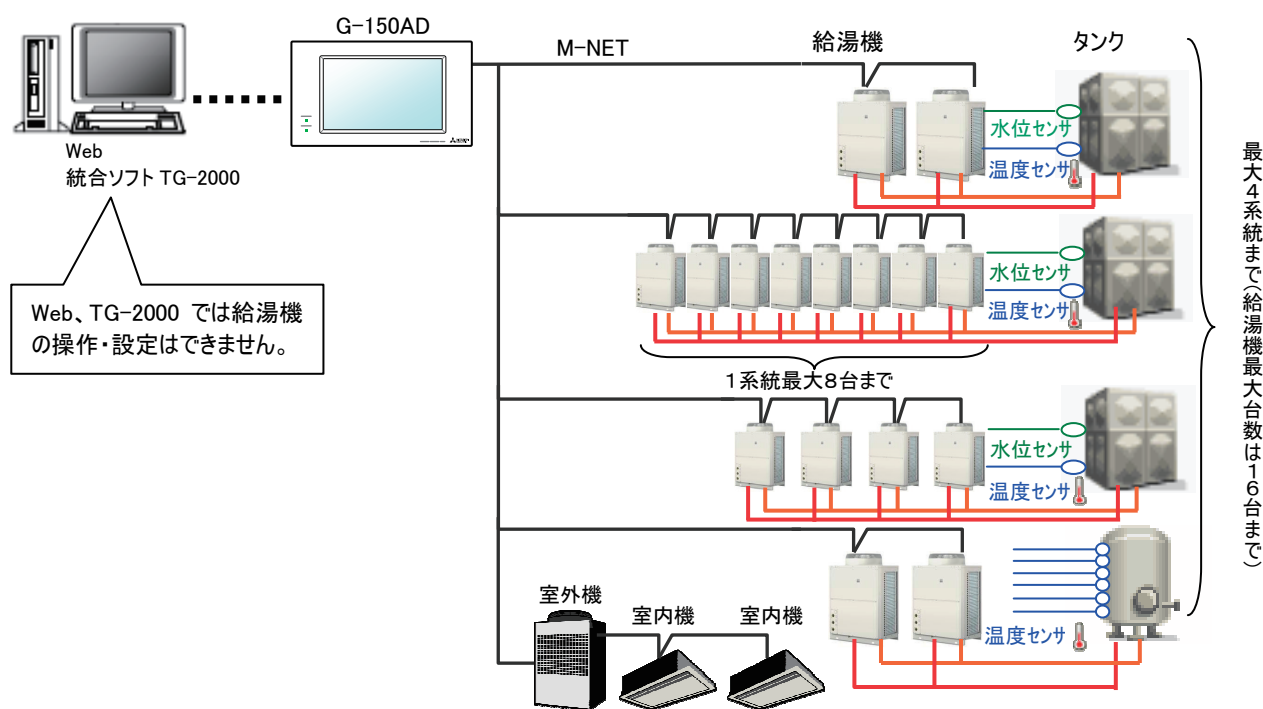 G-150AD
M-NET
給湯機
タンク
水位センサ
温度センサ
Web
統合ソフト TG-2000
Web、TG-2000 では給湯機
の操作・設定はできません。
水位センサ
温度センサ
1系統最大8台まで
水位センサ
温度センサ
室外機
室内機
室内機
温度センサ
最大4系統まで(給湯機最大台数は16台まで)